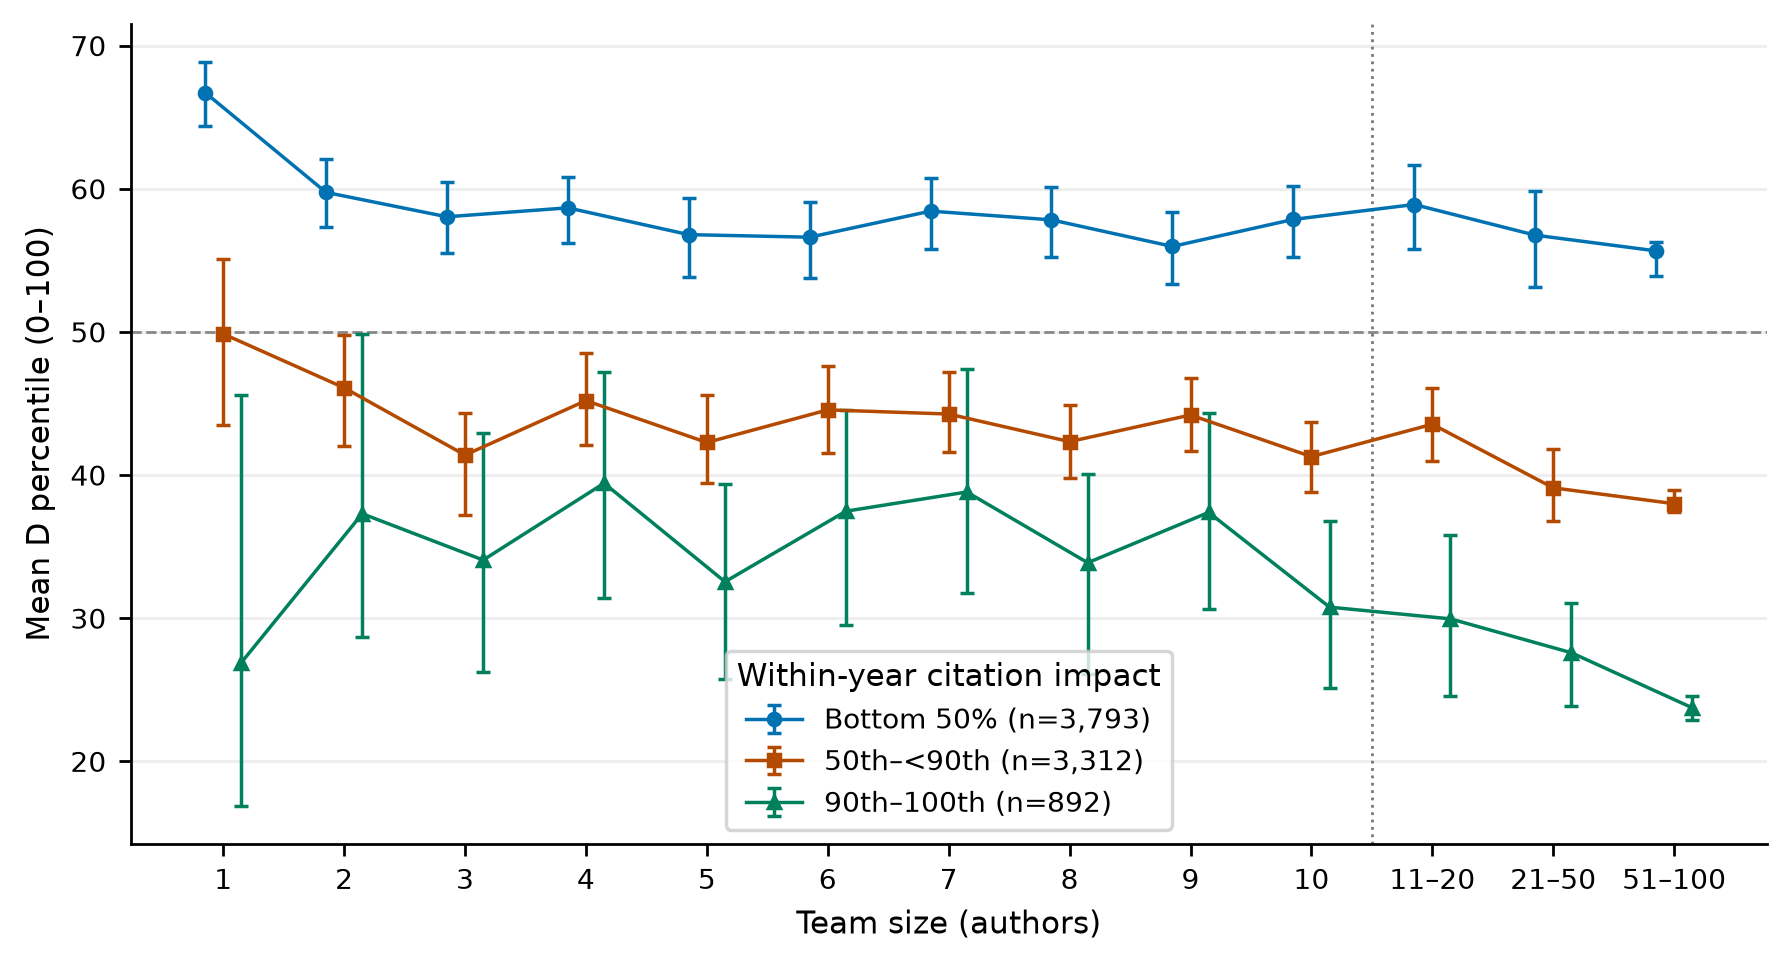 70
60
50
40
30
20
Mean D percentile (0–100)
Within-year citation impact
Bottom 50% (n=3,793)
50th–<90th (n=3,312)
90th–100th (n=892)
1 2 3 4 5 6 7 8 9 10 11–20 21–50 51–100
Team size (authors)